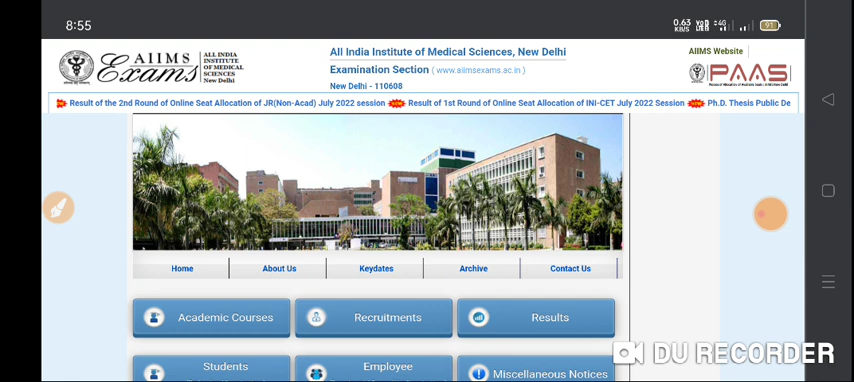 8:55
0.63 KB/S 4G 91
AIIMS Exams
ALL INDIA
INSTITUTE
OF MEDICAL
SCIENCES
New Delhi
All India Institute of Medical Sciences, New Delhi
Examination Section ( www.aiimsexams.ac.in )
New Delhi - 110608
AIIMS Website
PAAS
Result of the 2nd Round of Online Seat Allocation of JR(Non-Acad) July 2022 session Result of 1st Round of Online Seat Allocation of INI-CET July 2022 Session Ph.D. Thesis Public De
Home About Us Keydates Archive Contact Us
Academic Courses Recruitments Results
Students Employee Miscellaneous Notices
DU RECORDER